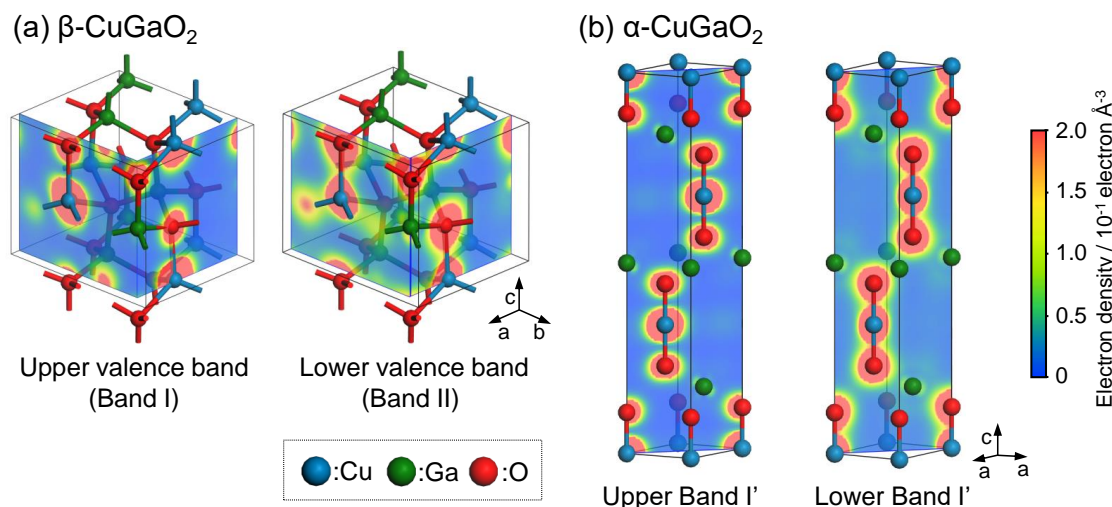 (a) β-CuGaO₂
(b) α-CuGaO₂
c
a
b
Upper valence band
(Band I)
Lower valence band
(Band II)
:Cu
:Ga
:O
2.0
1.5
1.0
0.5
0
Electron density / 10⁻¹ electron Å⁻³
c
a
a
Upper Band I’
Lower Band I’